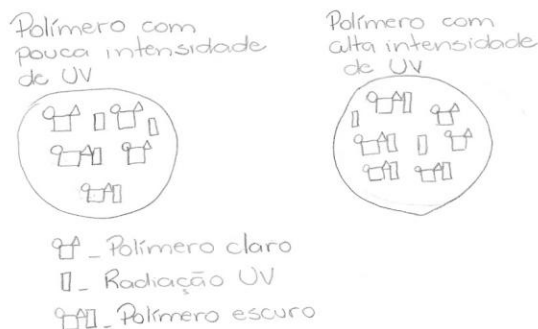 Polímero com
pouca intensidade
de UV
Polímero com
alta intensidade
de UV
- Polímero claro
- Radiação UV
- Polímero escuro